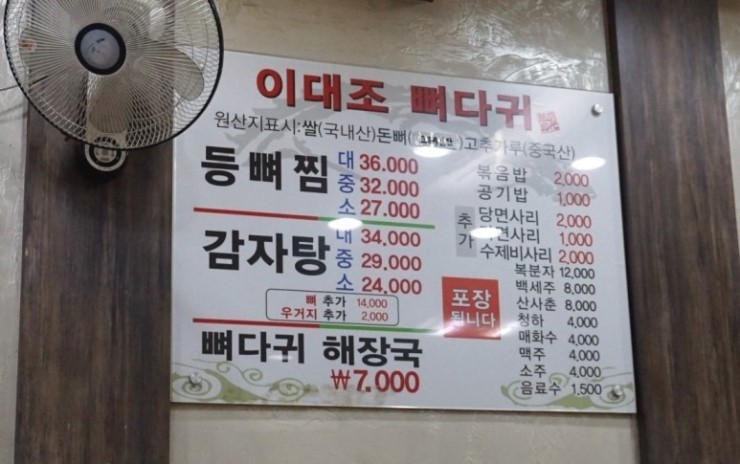 이대조 뼈다귀
원산지표시:쌀(국내산)돈뼈( )고추가루(중국산)
등뼈찜
대 36.000
중 32.000
소 27.000
감자탕
대 34.000
중 29.000
소 24.000
뼈 추가 14,000
우거지 추가 2,000
뼈다귀 해장국
₩7.000
볶음밥 2,000
공기밥 1,000
추가
당면사리 2,000
라면사리 1,000
수제비사리 2,000
복분자 12,000
백세주 8,000
산사춘 8,000
청하 4,000
매화수 4,000
맥주 4,000
소주 4,000
음료수 1,500
포장
됩니다